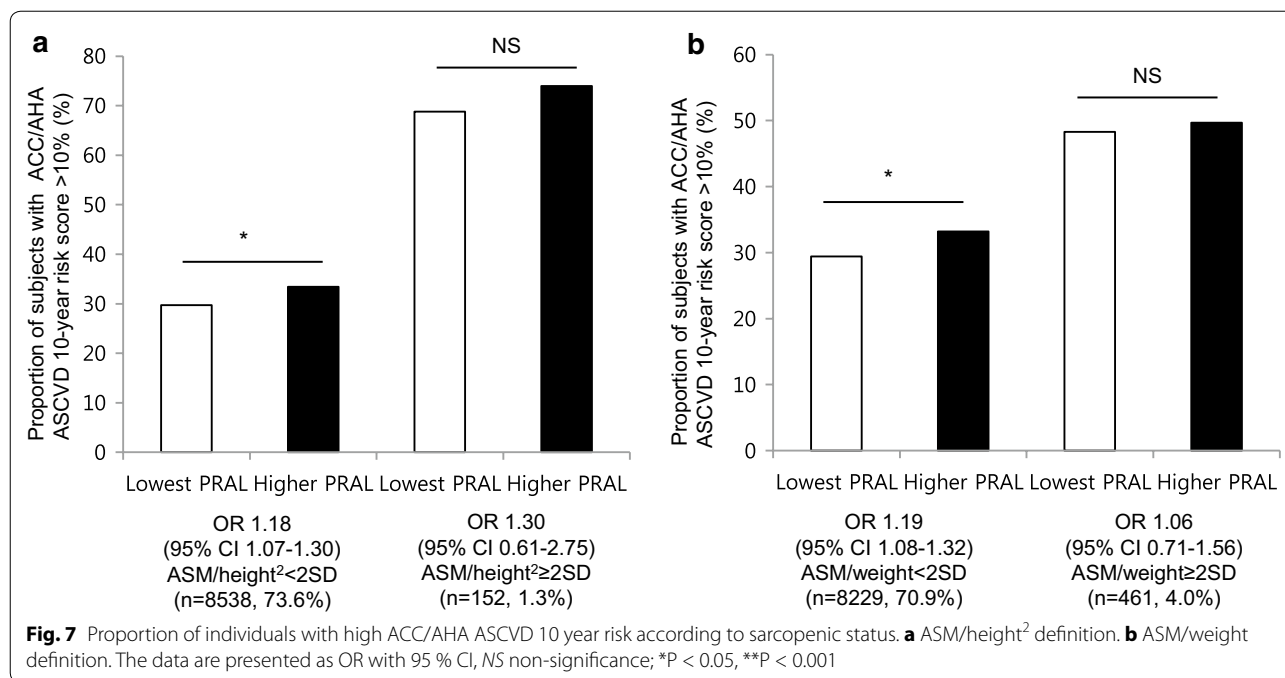 a
Proportion of subjects with ACC/AHA
ASCVD 10-year risk score >10% (%)
80
70
60
50
40
30
20
10
0
*
NS
Lowest PRAL Higher PRAL Lowest PRAL Higher PRAL
OR 1.18
(95% CI 1.07-1.30)
ASM/height²<2SD
(n=8538, 73.6%)
OR 1.30
(95% CI 0.61-2.75)
ASM/height²≥2SD
(n=152, 1.3%)
b
Proportion of subjects with ACC/AHA
ASCVD 10-year risk score >10% (%)
60
50
40
30
20
10
0
*
NS
Lowest PRAL Higher PRAL Lowest PRAL Higher PRAL
OR 1.19
(95% CI 1.08-1.32)
ASM/weight<2SD
(n=8229, 70.9%)
OR 1.06
(95% CI 0.71-1.56)
ASM/weight≥2SD
(n=461, 4.0%)
Fig. 7 Proportion of individuals with high ACC/AHA ASCVD 10 year risk according to sarcopenic status. a ASM/height² definition. b ASM/weight
definition. The data are presented as OR with 95 % CI, NS non-significance; *P < 0.05, **P < 0.001